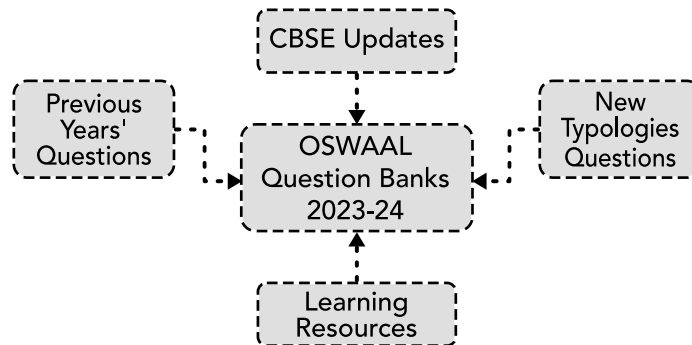 CBSE Updates
Previous
Years'
Questions
OSWAAL
Question Banks
2023-24
New
Typologies
Questions
Learning
Resources